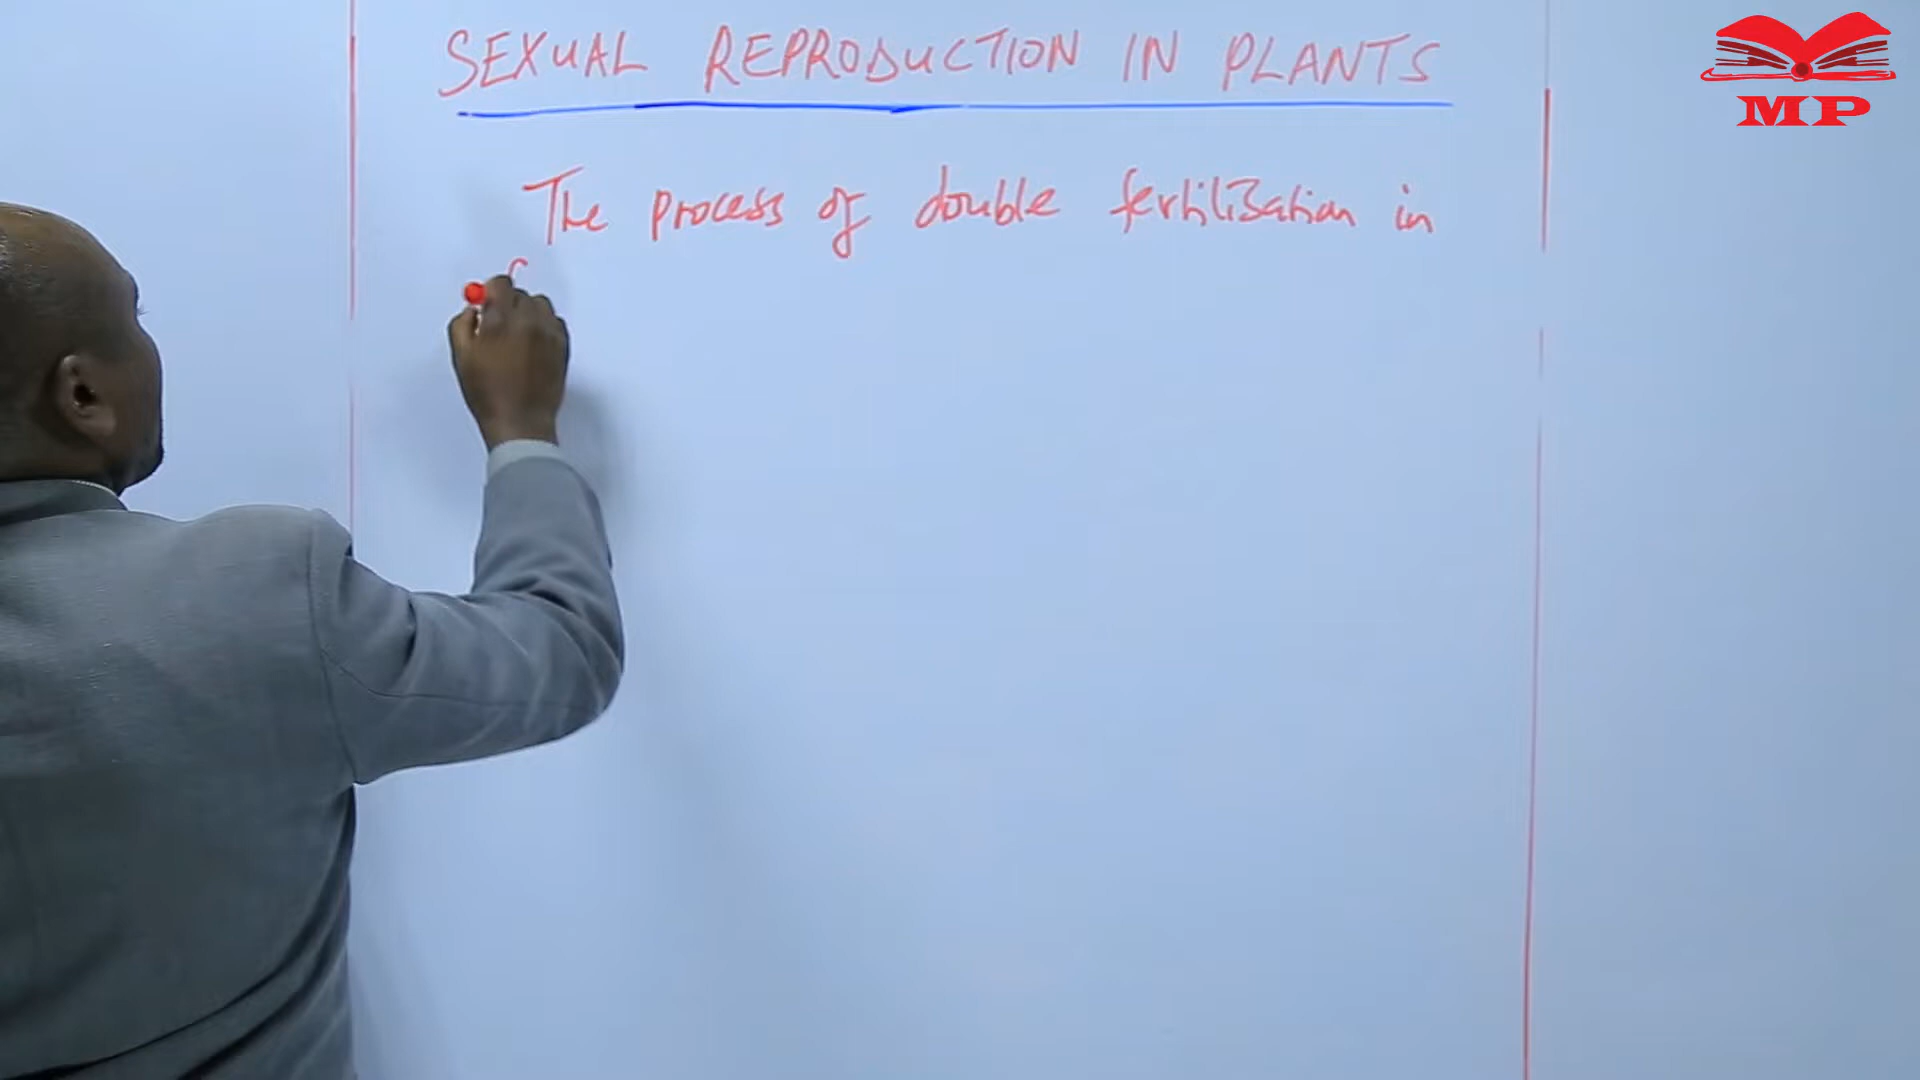 SEXUAL REPRODUCTION IN PLANTS
The process of double fertilization in
MP